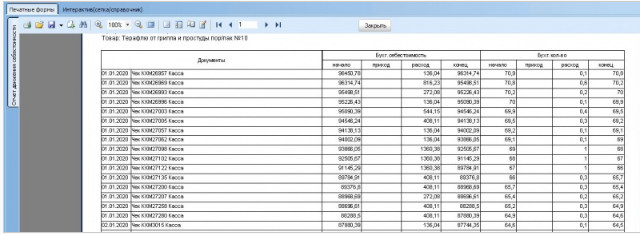 Печатные формы Интерактив(сетка/справочник)
100% 1 Закрыть
Отчет движение себестоимости
Товар: Терафлю от гриппа и простуды пор/пак №10
Документы Бухг. себестоимость Бухг. кол-во
начало приход расход конец начало приход расход конец
01.01.2020 Чек ККМ26957 Касса 96450,78 136,04 96314,74 70,9 0,1 70,8
01.01.2020 Чек ККМ26969 Касса 96314,74 816,23 95498,51 70,8 0,6 70,2
01.01.2020 Чек ККМ26993 Касса 95498,51 272,08 95226,43 70,2 0,2 70
01.01.2020 Чек ККМ26996 Касса 95226,43 136,04 95090,39 70 0,1 69,9
01.01.2020 Чек ККМ27003 Касса 95090,39 544,15 94546,24 69,9 0,4 69,5
01.01.2020 Чек ККМ27005 Касса 94546,24 408,11 94138,13 69,5 0,3 69,2
01.01.2020 Чек ККМ27057 Касса 94138,13 136,04 94002,09 69,2 0,1 69,1
01.01.2020 Чек ККМ27062 Касса 94002,09 136,04 93866,05 69,1 0,1 69
01.01.2020 Чек ККМ27098 Касса 93866,05 1360,38 92505,67 69 1 68
01.01.2020 Чек ККМ27102 Касса 92505,67 1360,38 91145,29 68 1 67
01.01.2020 Чек ККМ27122 Касса 91145,29 1360,38 89784,91 67 1 66
01.01.2020 Чек ККМ27135 Касса 89784,91 408,11 89376,8 66 0,3 65,7
01.01.2020 Чек ККМ27200 Касса 89376,8 408,11 88968,69 65,7 0,3 65,4
01.01.2020 Чек ККМ27207 Касса 88968,69 272,08 88696,61 65,4 0,2 65,2
01.01.2020 Чек ККМ27258 Касса 88696,61 408,11 88288,5 65,2 0,3 64,9
01.01.2020 Чек ККМ27280 Касса 88288,5 408,11 87880,39 64,9 0,3 64,6
02.01.2020 Чек ККМ3015 Касса 87880,39 136,04 87744,35 64,6 0,1 64,5